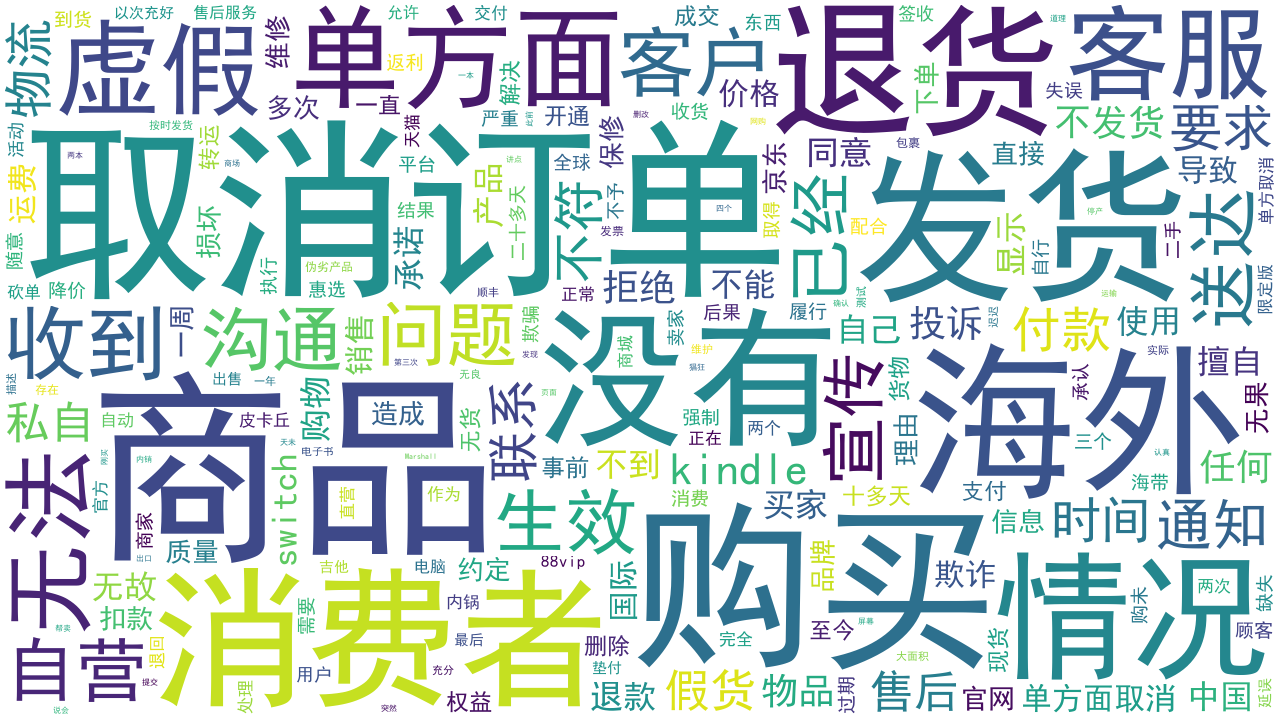 以次充好
售后服务
允许
交付
成交
东西
签收
道理
到货
物流
虚假
维修
单方面
返利
一本
解决
客户
退货
客服
下单
失误
多次
一直
价格
收货
严重
开通
不发货
要求
活动
按时发货
转运
天猫
此前
删改
网购
保修
包裹
取消订单
两本
商场
平台
讲点
全球
京东
同意
直接
导致
单方取消
运费
产品
不符
不予
四个
已经
发货
停产
送达
损坏
结果
二十多天
发票
取得
配合
显示
二手
随意
承诺
自行
执行
伪劣产品
砍单
降价
惠选
顺丰
正常
拒绝
不能
确认
测试
运输
限定版
收到
一周
沟通
销售
问题
欺骗
后果
履行
卖家
自己
投诉
迟迟
付款
使用
第三次
发现
没有
商城
维护
猖狂
实际
擅自
描述
存在
出售
一年
无良
页面
宣传
货物
海外
承认
无果
私自
自动
商品
皮卡丘
购物
造成
联系
无货
强制
正在
两个
理由
三个
认真
天未
电子书
Marshall
刚买
内销
switch
事前
不到
kindle
任何
无法
官方
直营
作为
消费
买家
十多天
支付
海带
商家
生效
购买
信息
时间
通知
出口
质量
吉他
电脑
约定
88vip
国际
品牌
欺诈
情况
两次
缺失
无故
扣款
消费者
需要
内锅
购未
帮卖
自营
退回
最后
删除
完全
至今
屏幕
现货
顾客
提交
用户
充分
垫付
大面积
说会
处理
突然
权益
退款
假货
物品
过期
售后
官网
单方面取消
中国
延误